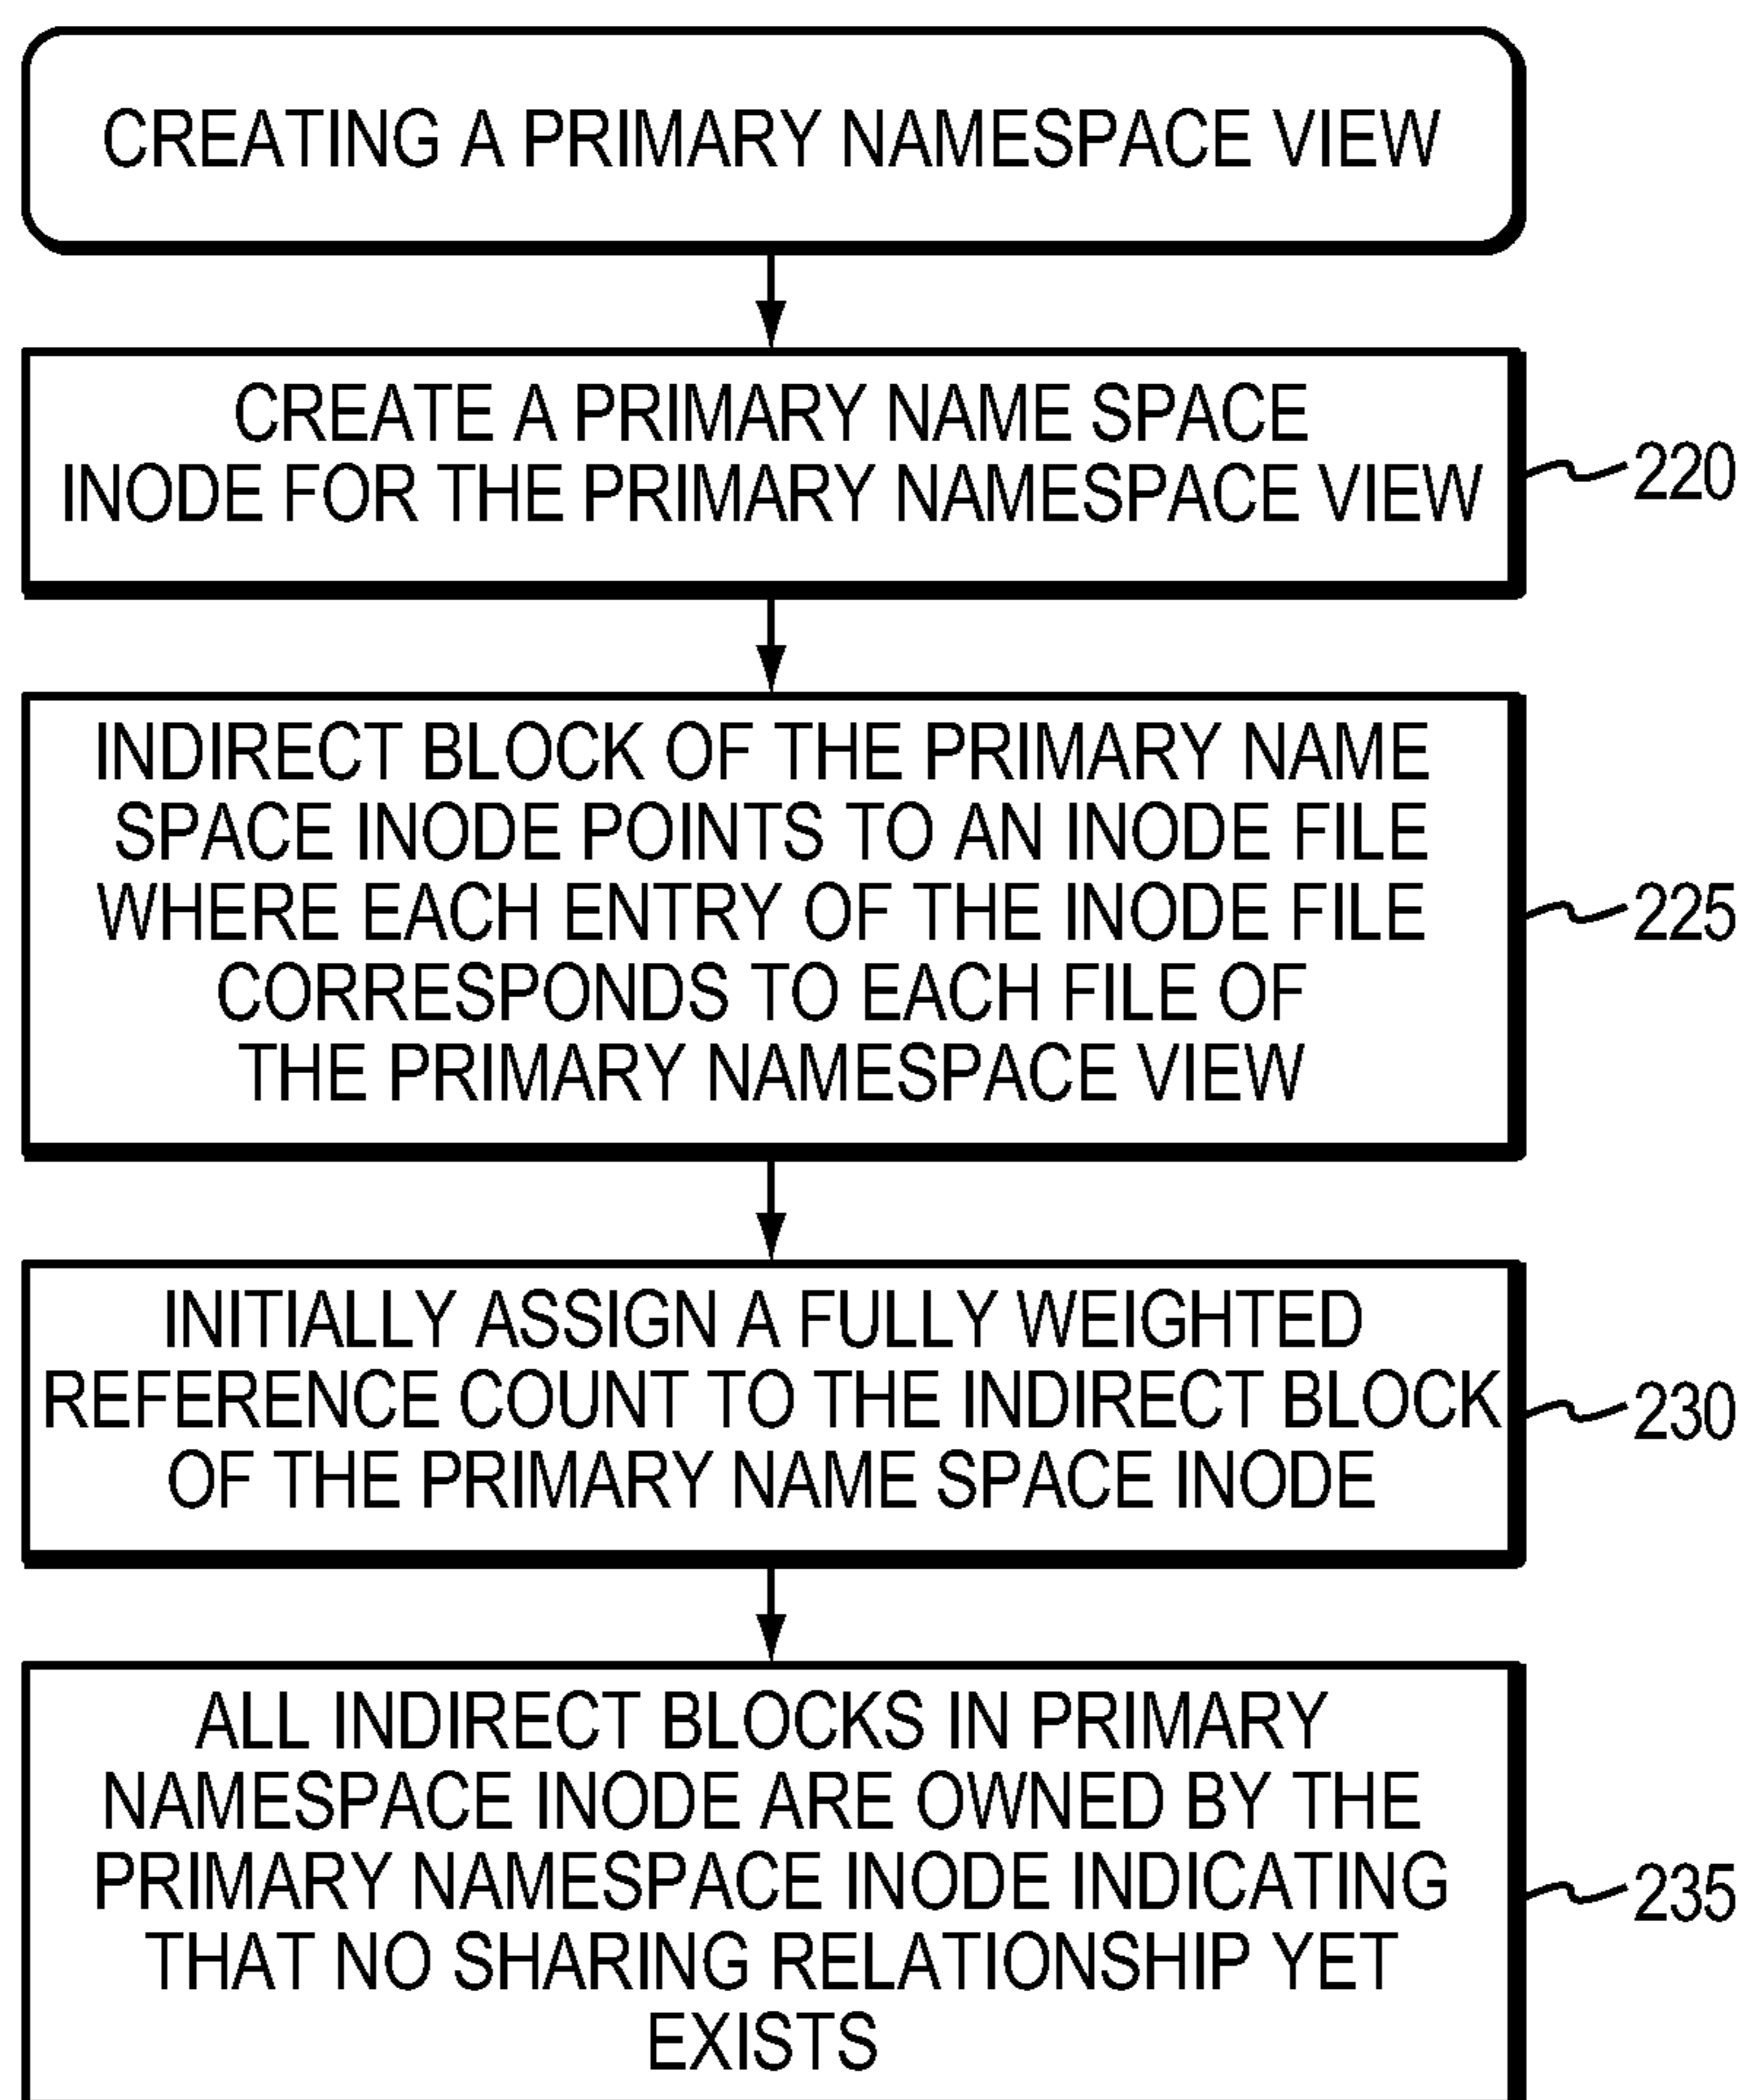 CREATING A PRIMARY NAMESPACE VIEW
CREATE A PRIMARY NAME SPACE
INODE FOR THE PRIMARY NAMESPACE VIEW
220
INDIRECT BLOCK OF THE PRIMARY NAME
SPACE INODE POINTS TO AN INODE FILE
WHERE EACH ENTRY OF THE INODE FILE
CORRESPONDS TO EACH FILE OF
THE PRIMARY NAMESPACE VIEW
225
INITIALLY ASSIGN A FULLY WEIGHTED
REFERENCE COUNT TO THE INDIRECT BLOCK
OF THE PRIMARY NAME SPACE INODE
230
ALL INDIRECT BLOCKS IN PRIMARY
NAMESPACE INODE ARE OWNED BY THE
PRIMARY NAMESPACE INODE INDICATING
THAT NO SHARING RELATIONSHIP YET
EXISTS
235